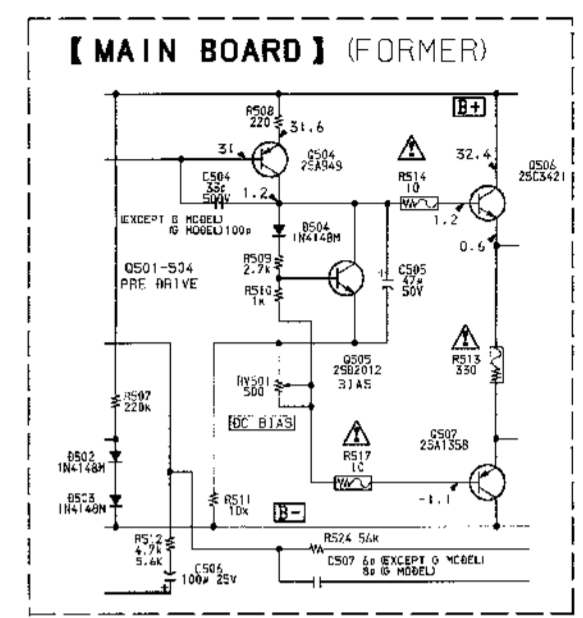 【MAIN BOARD】(FORMER)
R508
220
31.6
B+
31
Q504
2SA949
32.4
Q506
2SC3421
C504
33p
500V
R514
10
1.2
1.2
(EXCEPT G MODEL)
(G MODEL)100p
D504
1N4148M
0.6
Q501-504
PRE DRIVE
R509
2.7k
R510
1k
C505
47µ
50V
R513
330
Q505
2SB2012
BIAS
RV501
500
R507
220k
DC BIAS
Q507
2SA1358
R517
10
D502
1N4148M
D503
1N4148M
R511
10k
B-
-1.1
R512
4.7k
5.6k
R524 56k
C507 6p (EXCEPT G MODEL)
8p (G MODEL)
C506
100µ 25V